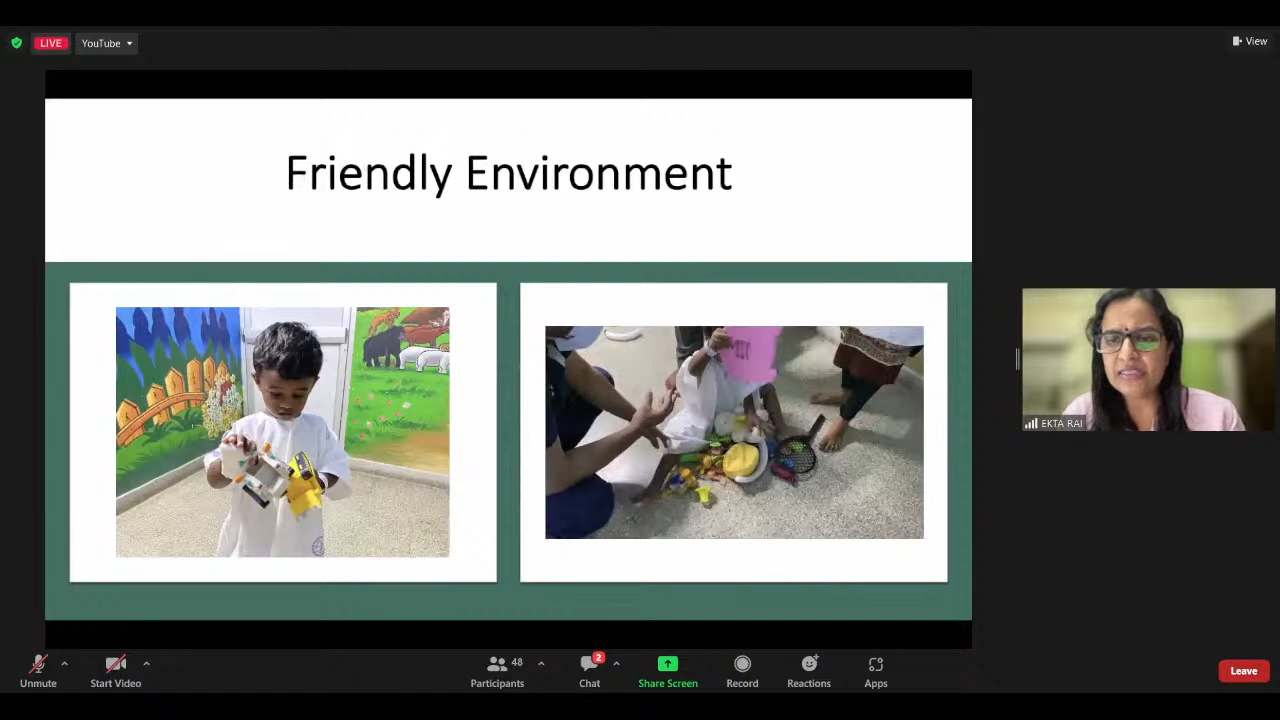 LIVE
YouTube
View
Friendly Environment
EKTA RAI
Unmute
Start Video
48
Participants
2
Chat
Share Screen
Record
Reactions
Apps
Leave